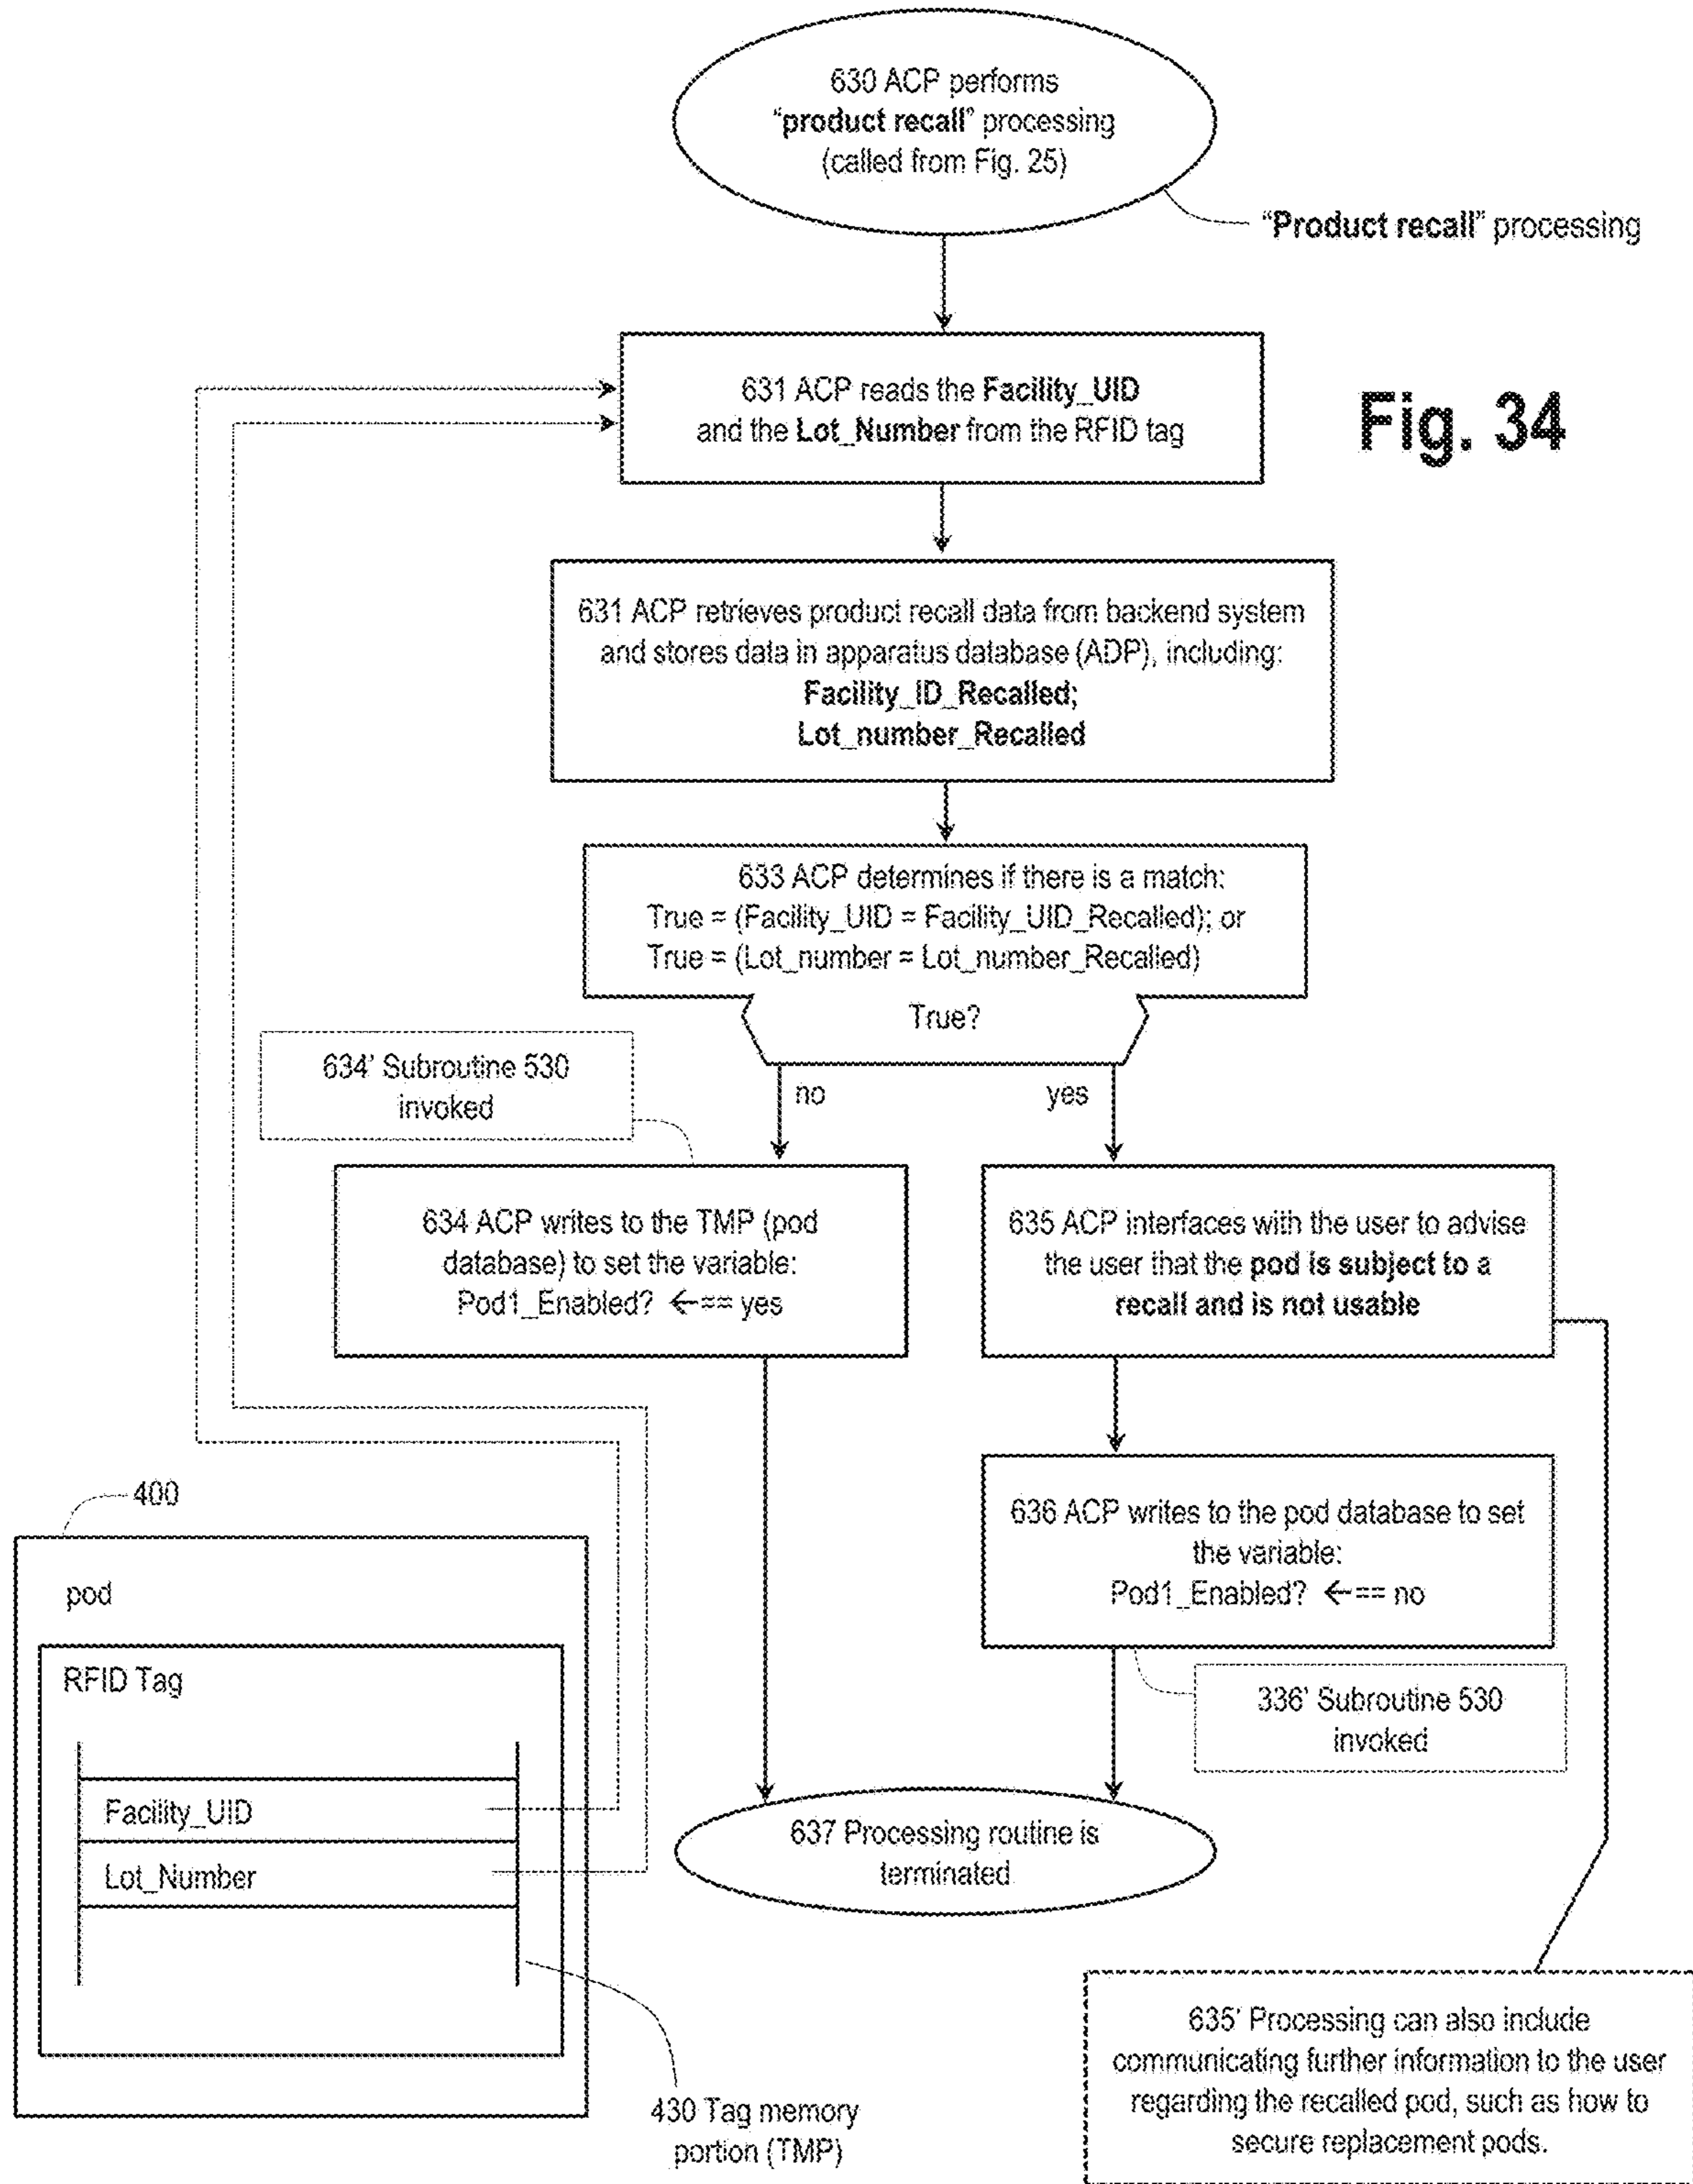 630 ACP performs
“product recall” processing
(called from Fig. 25)
“Product recall” processing
631 ACP reads the Facility_UID
and the Lot_Number from the RFID tag
Fig. 34
631 ACP retrieves product recall data from backend system
and stores data in apparatus database (ADP), including:
Facility_ID_Recalled;
Lot_number_Recalled
633 ACP determines if there is a match:
True = (Facility_UID = Facility_UID_Recalled); or
True = (Lot_number = Lot_number_Recalled)
True?
634’ Subroutine 530
invoked
no
yes
634 ACP writes to the TMP (pod
database) to set the variable:
Pod1_Enabled? <== yes
635 ACP interfaces with the user to advise
the user that the pod is subject to a
recall and is not usable
636 ACP writes to the pod database to set
the variable:
Pod1_Enabled? <== no
336’ Subroutine 530
invoked
400
pod
RFID Tag
Facility_UID
Lot_Number
637 Processing routine is
terminated
430 Tag memory
portion (TMP)
635’ Processing can also include
communicating further information to the user
regarding the recalled pod, such as how to
secure replacement pods.